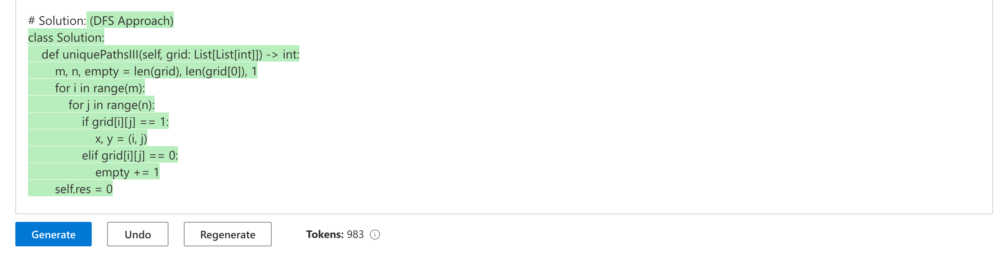 # Solution: (DFS Approach)
class Solution:
    def uniquePathsIII(self, grid: List[List[int]]) -> int:
        m, n, empty = len(grid), len(grid[0]), 1
        for i in range(m):
            for j in range(n):
                if grid[i][j] == 1:
                    x, y = (i, j)
                elif grid[i][j] == 0:
                    empty += 1
        self.res = 0
Generate Undo Regenerate Tokens: 983